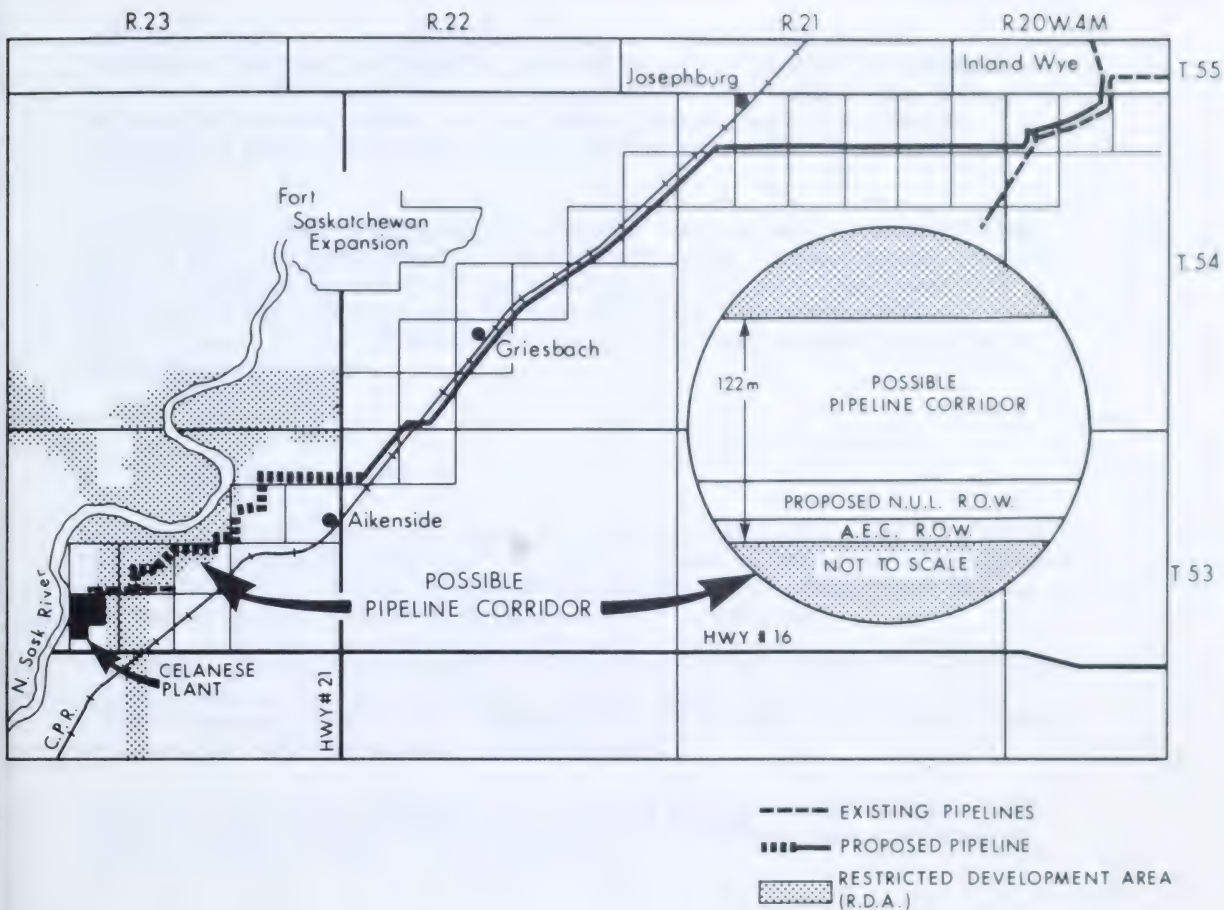 R.23
R.22
R.21
R.20W.4M
Inland Wye
T 55
Josephburg
Fort
Saskatchewan
Expansion
T.54
Griesbach
122m
POSSIBLE
PIPELINE CORRIDOR
PROPOSED N.U.L. R.O.W.
A.E.C. R.O.W.
NOT TO SCALE
Aikenside
POSSIBLE
PIPELINE CORRIDOR
T 53
N. Sask River
HWY # 16
CELANESE
PLANT
HWY # 21
C.P.R.
EXISTING PIPELINES
PROPOSED PIPELINE
RESTRICTED DEVELOPMENT AREA
(R.D.A.)